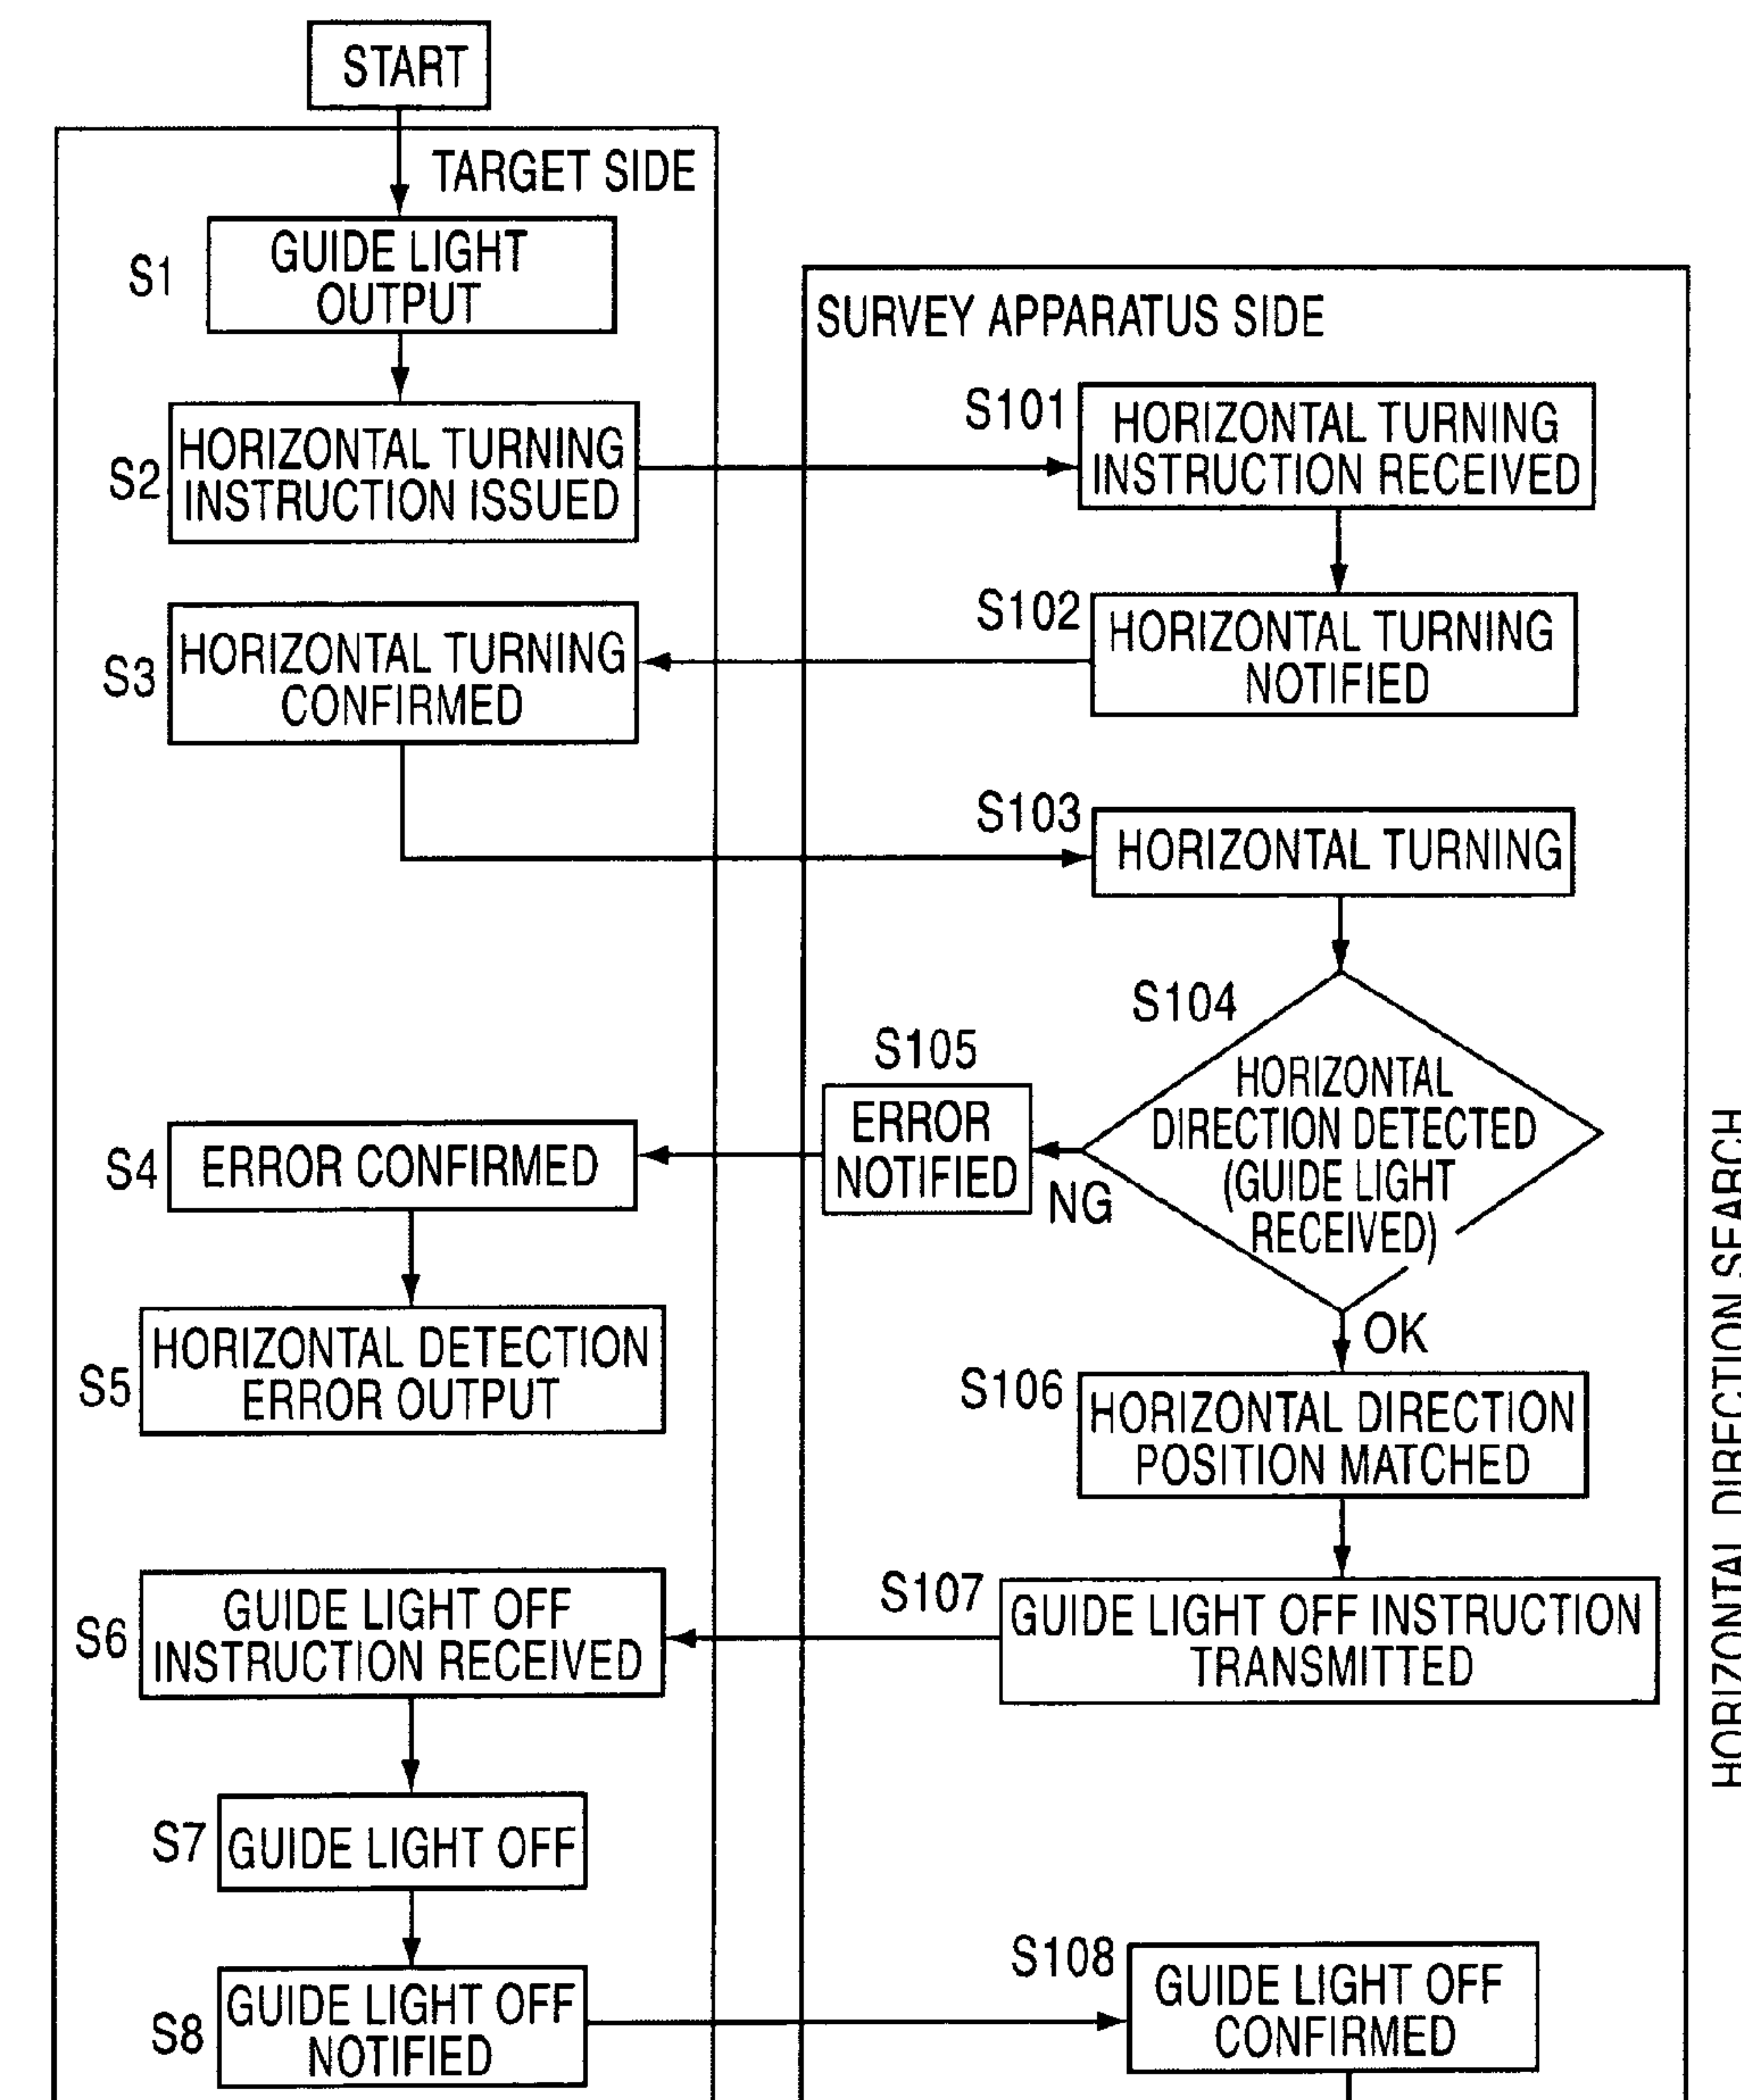 START
TARGET SIDE
S1
GUIDE LIGHT
OUTPUT
SURVEY APPARATUS SIDE
S2
HORIZONTAL TURNING
INSTRUCTION ISSUED
S101
HORIZONTAL TURNING
INSTRUCTION RECEIVED
S102
HORIZONTAL TURNING
NOTIFIED
S3
HORIZONTAL TURNING
CONFIRMED
S103
HORIZONTAL TURNING
S104
HORIZONTAL
DIRECTION DETECTED
(GUIDE LIGHT
RECEIVED)
S105
ERROR
NOTIFIED
NG
S4
ERROR CONFIRMED
S5
HORIZONTAL DETECTION
ERROR OUTPUT
OK
S106
HORIZONTAL DIRECTION
POSITION MATCHED
S107
GUIDE LIGHT OFF INSTRUCTION
TRANSMITTED
S6
GUIDE LIGHT OFF
INSTRUCTION RECEIVED
S7
GUIDE LIGHT OFF
S8
GUIDE LIGHT OFF
NOTIFIED
S108
GUIDE LIGHT OFF
CONFIRMED
HORIZONTAL DIRECTION SEARCH